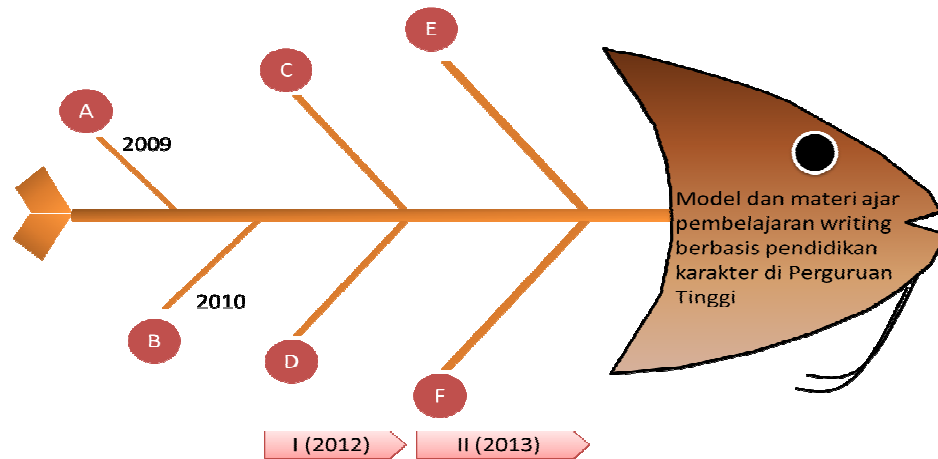 E
C
A
2009
Model dan materi ajar
pembelajaran writing
berbasis pendidikan
karakter di Perguruan
Tinggi
2010
B
D
F
I (2012)
II (2013)